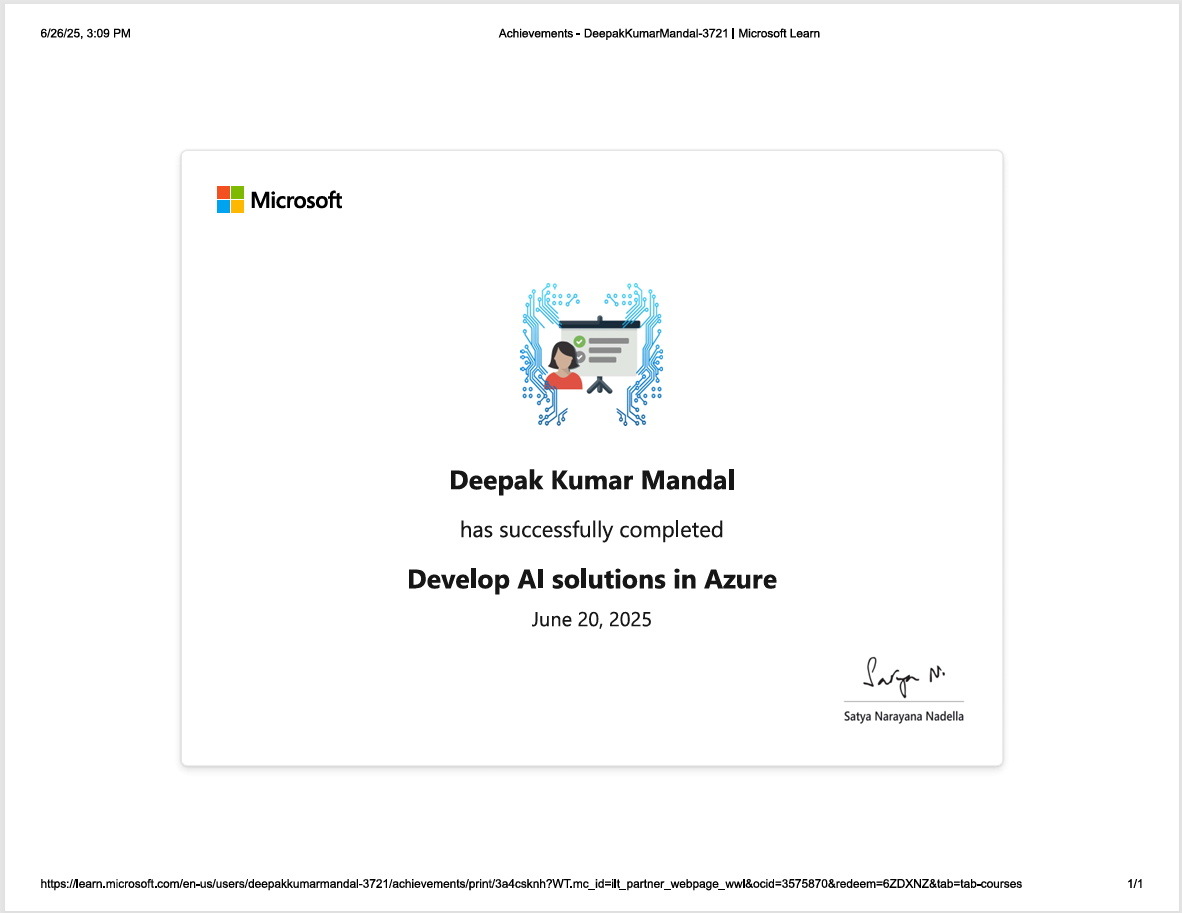 6/26/25, 3:09 PM
Achievements - DeepakKumarMandal-3721 | Microsoft Learn
Microsoft
Deepak Kumar Mandal
has successfully completed
Develop AI solutions in Azure
June 20, 2025
Satya N.
Satya Narayana Nadella
https://learn.microsoft.com/en-us/users/deepakkumarmandal-3721/achievements/print/3a4csknh?WT.mc_id=ilt_partner_webpage_wwl&ocid=3575870&redeem=6ZDXNZ&tab=tab-courses
1/1